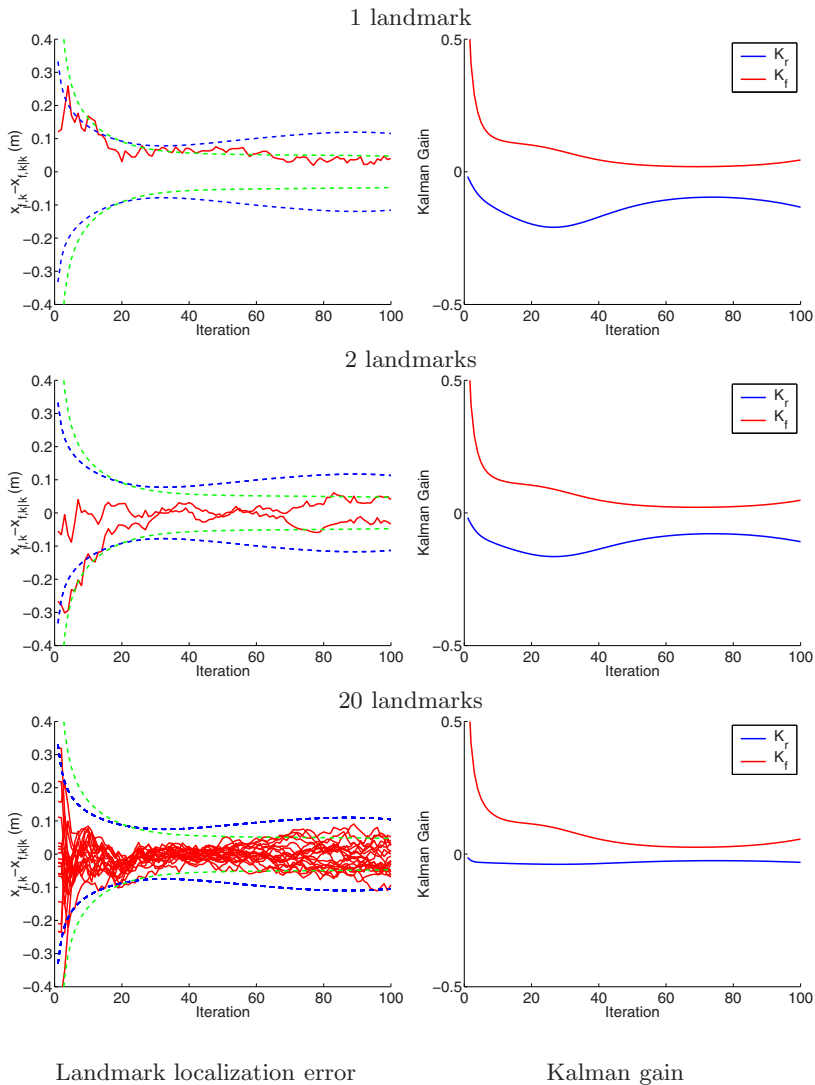 1 landmark
0.4
0.3
0.2
0.1
0
−0.1
−0.2
−0.3
−0.4
x_{f,k}−x_{f,k|k} (m)
0 20 40 60 80 100
Iteration
0.5
0
−0.5
Kalman Gain
K_r
K_f
0 20 40 60 80 100
Iteration
2 landmarks
0.4
0.3
0.2
0.1
0
−0.1
−0.2
−0.3
−0.4
x_{f,k}−x_{f,k|k} (m)
0 20 40 60 80 100
Iteration
0.5
0
−0.5
Kalman Gain
K_r
K_f
0 20 40 60 80 100
Iteration
20 landmarks
0.4
0.3
0.2
0.1
0
−0.1
−0.2
−0.3
−0.4
x_{f,k}−x_{f,k|k} (m)
0 20 40 60 80 100
Iteration
0.5
0
−0.5
Kalman Gain
K_r
K_f
0 20 40 60 80 100
Iteration
Landmark localization error
Kalman gain